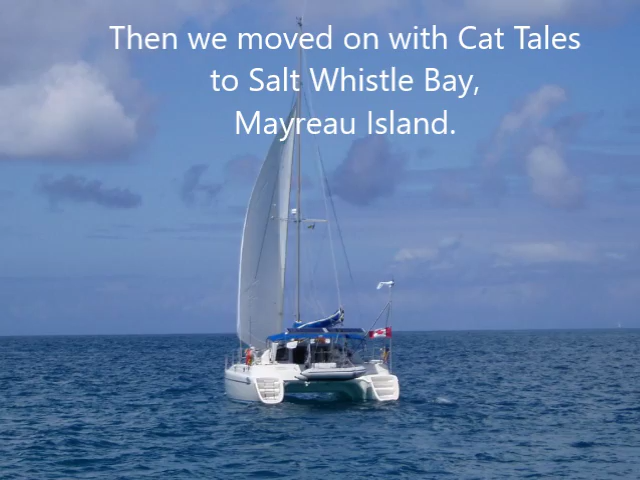 Then we moved on with Cat Tales
to Salt Whistle Bay,
Mayreau Island.